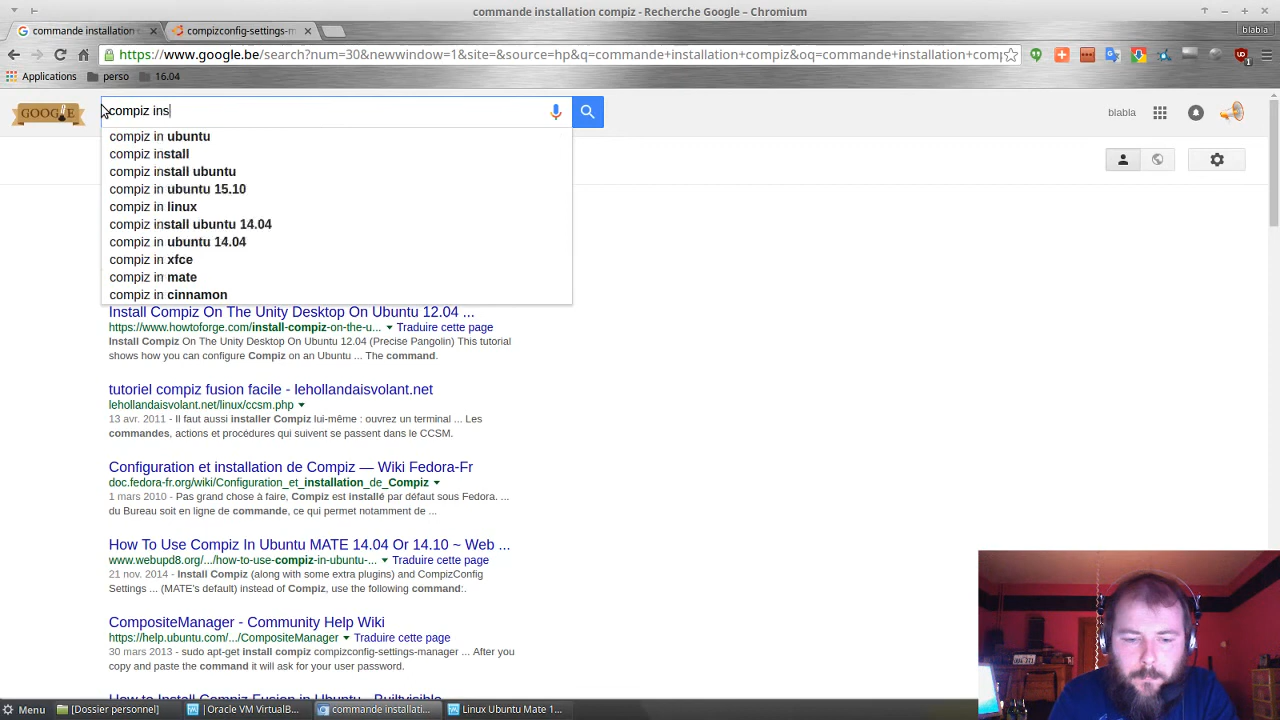 commande installation compiz - Recherche Google – Chromium
commande installation
compizconfig-settings-m
blabla
https://www.google.be/search?num=30&newwindow=1&site=&source=hp&q=commande+installation+compiz&oq=commande+installation+com
Applications
perso
16.04
GOOGLE
compiz ins
blabla
compiz in ubuntu
compiz install
compiz install ubuntu
compiz in ubuntu 15.10
compiz in linux
compiz install ubuntu 14.04
compiz in ubuntu 14.04
compiz in xfce
compiz in mate
compiz in cinnamon
Install Compiz On The Unity Desktop On Ubuntu 12.04 ...
https://www.howtoforge.com/install-compiz-on-the-u... ▾ Traduire cette page
Install Compiz On The Unity Desktop On Ubuntu 12.04 (Precise Pangolin) This tutorial
shows how you can configure Compiz on an Ubuntu ... The command.
tutoriel compiz fusion facile - lehollandaisvolant.net
lehollandaisvolant.net/linux/ccsm.php ▾
13 avr. 2011 - Il faut aussi installer Compiz lui-même : ouvrez un terminal ... Les
commandes, actions et procédures qui suivent se passent dans le CCSM.
Configuration et installation de Compiz — Wiki Fedora-Fr
doc.fedora-fr.org/wiki/Configuration_et_installation_de_Compiz ▾
1 mars 2010 - Pas grand chose à faire, Compiz est installé par défaut sous Fedora. ...
du Bureau soit en ligne de commande, ce qui permet notamment de ...
How To Use Compiz In Ubuntu MATE 14.04 Or 14.10 ~ Web ...
www.webupd8.org/.../how-to-use-compiz-in-ubuntu-... ▾ Traduire cette page
21 nov. 2014 - Install Compiz (along with some extra plugins) and CompizConfig
Settings ... (MATE's default) instead of Compiz, use the following command:.
CompositeManager - Community Help Wiki
https://help.ubuntu.com/.../CompositeManager ▾ Traduire cette page
30 mars 2013 - sudo apt-get install compiz compizconfig-settings-manager ... After you
copy and paste the command it will ask for your user password.
How to Install Compiz Fusion in Ubuntu - Builtvisible
Menu
[Dossier personnel]
| Oracle VM VirtualB...
commande installati...
Linux Ubuntu Mate 1...